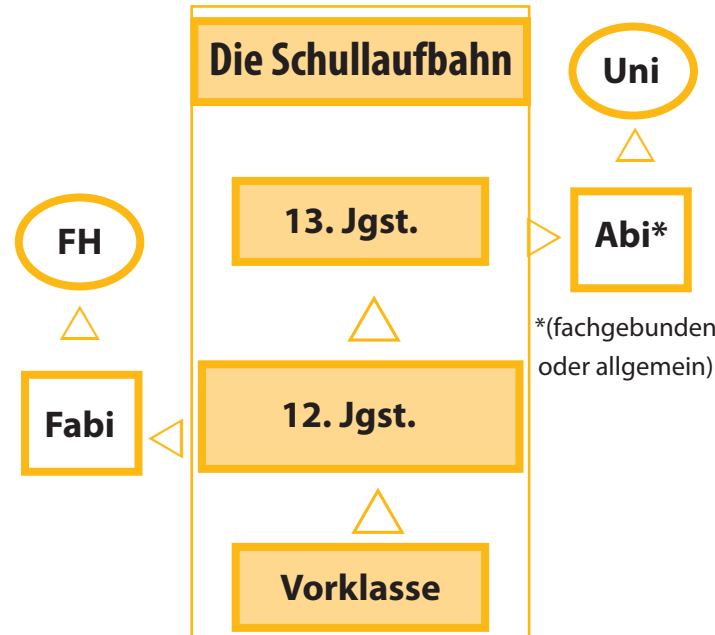 Die Schullaufbahn
Uni
13. Jgst.
Abi*
FH
*(fachgebunden
oder allgemein)
12. Jgst.
Fabi
Vorklasse